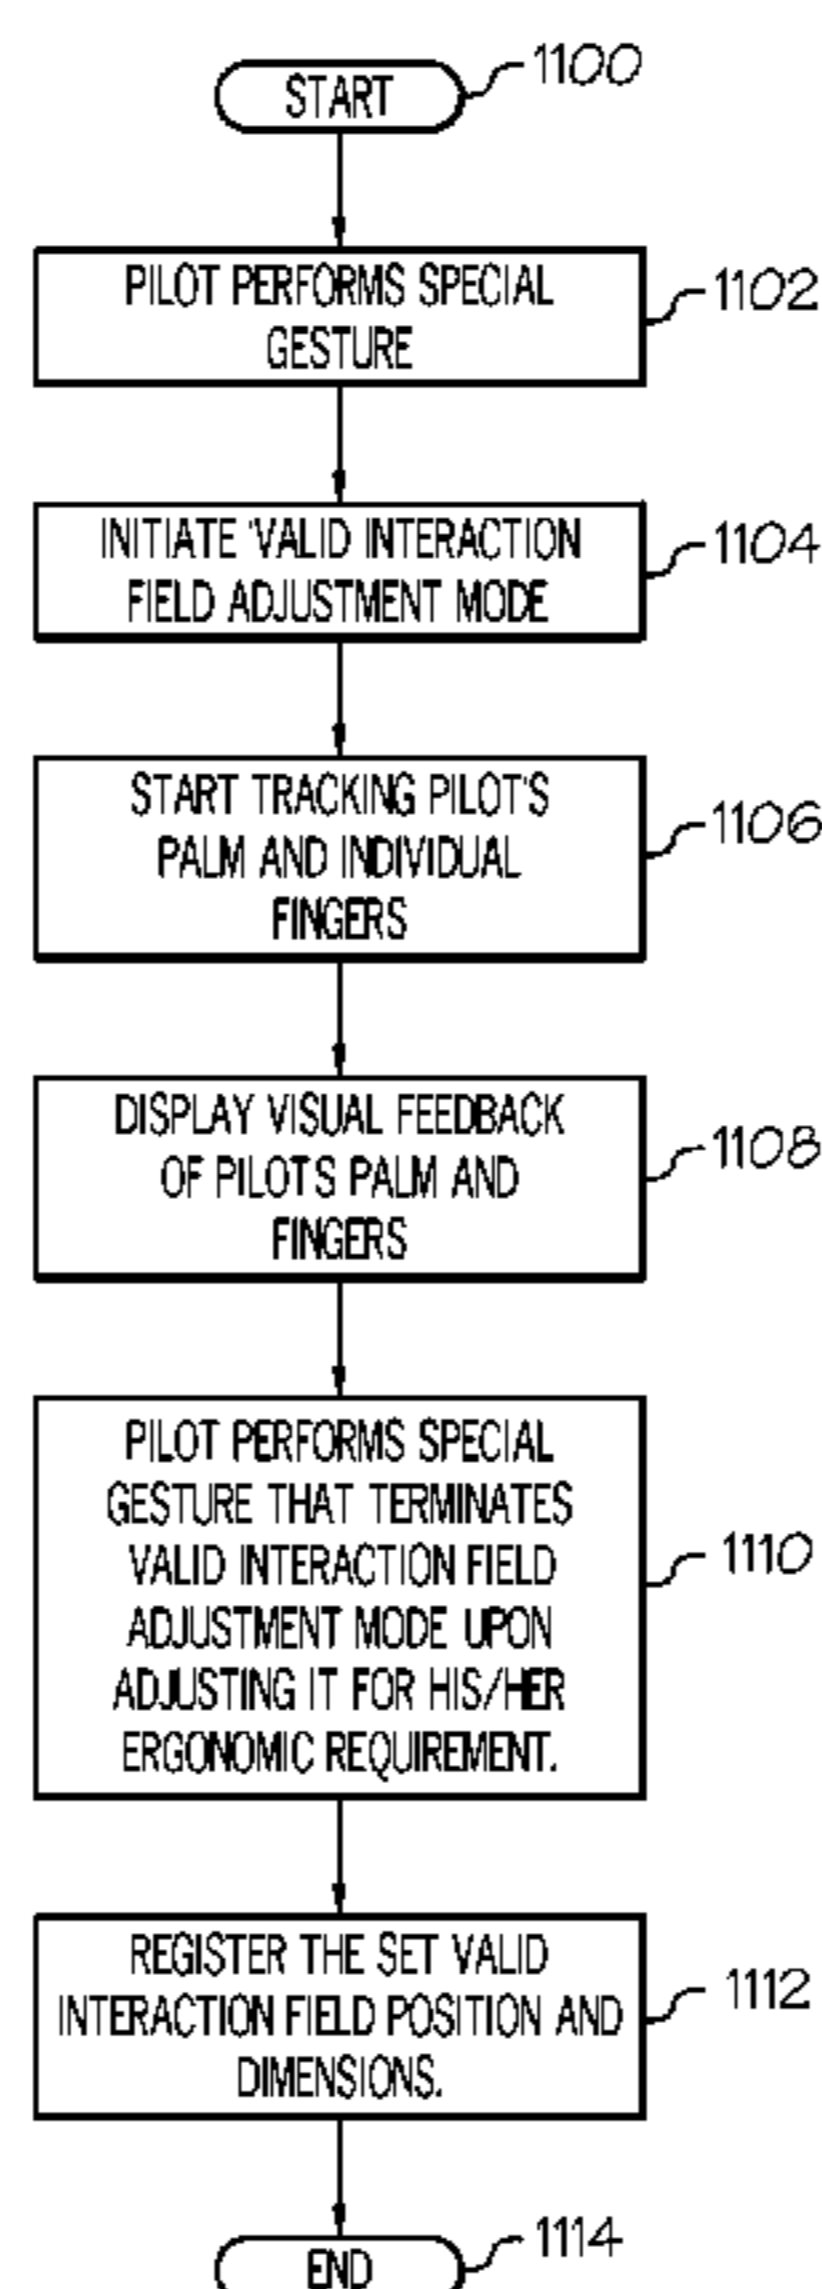 START
1100
PILOT PERFORMS SPECIAL
GESTURE
1102
INITIATE 'VALID INTERACTION
FIELD ADJUSTMENT MODE
1104
START TRACKING PILOT'S
PALM AND INDIVIDUAL
FINGERS
1106
DISPLAY VISUAL FEEDBACK
OF PILOT'S PALM AND
FINGERS
1108
PILOT PERFORMS SPECIAL
GESTURE THAT TERMINATES
VALID INTERACTION FIELD
ADJUSTMENT MODE UPON
ADJUSTING IT FOR HIS/HER
ERGONOMIC REQUIREMENT.
1110
REGISTER THE SET VALID
INTERACTION FIELD POSITION AND
DIMENSIONS.
1112
END
1114